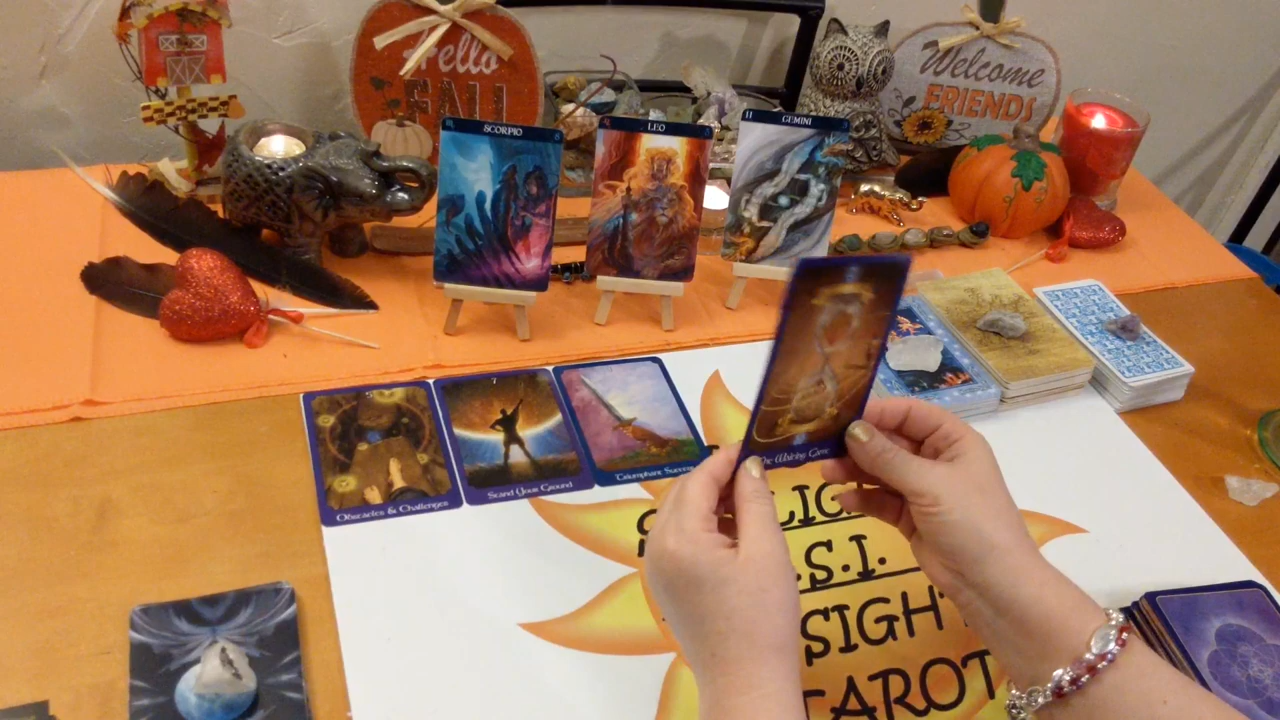 Hello
FALL
Welcome
FRIENDS
SCORPIO
LEO
II GEMINI
Obstacles & Challenges
Stand Your Ground
Triumphant Success
The Waiting Game
S.I.
SIGHT
TAROT